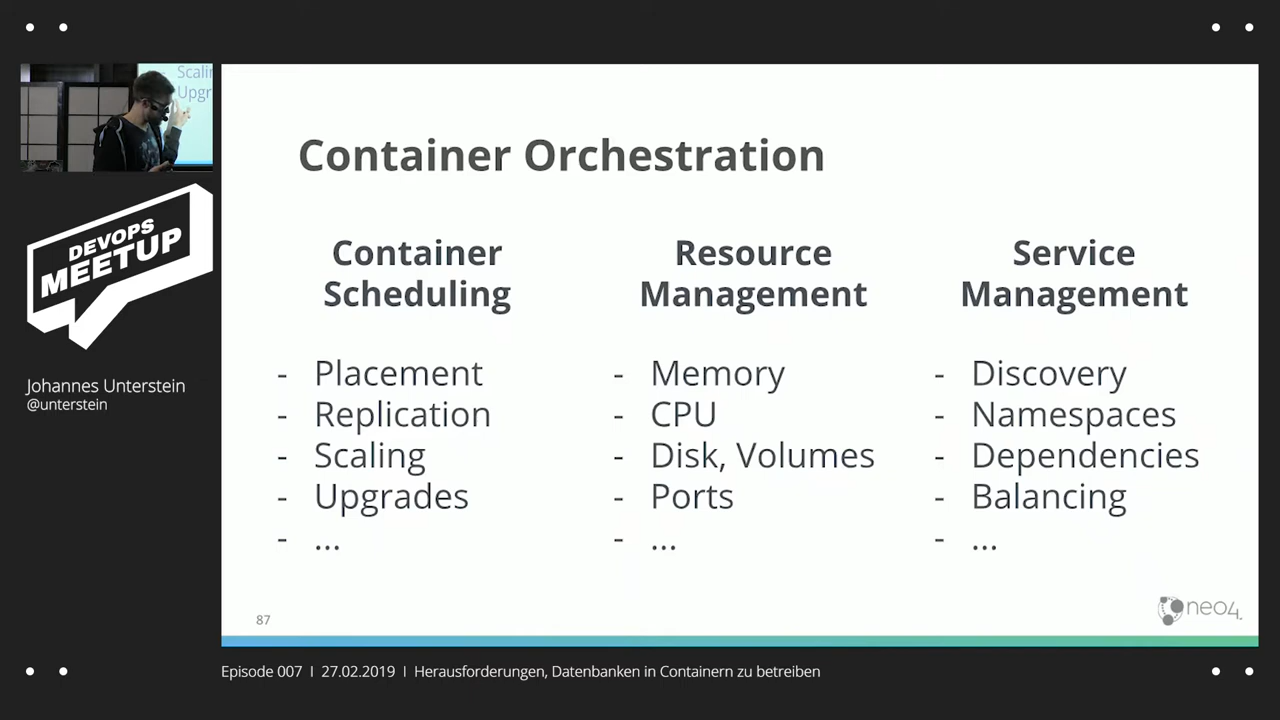 Scalin
Upgr
DEVOPS
MEETUP
Johannes Unterstein
@unterstein
Container Orchestration
Container
Scheduling
- Placement
- Replication
- Scaling
- Upgrades
- ...
Resource
Management
- Memory
- CPU
- Disk, Volumes
- Ports
- ...
Service
Management
- Discovery
- Namespaces
- Dependencies
- Balancing
- ...
87
neo4j
Episode 007 | 27.02.2019 | Herausforderungen, Datenbanken in Containern zu betreiben